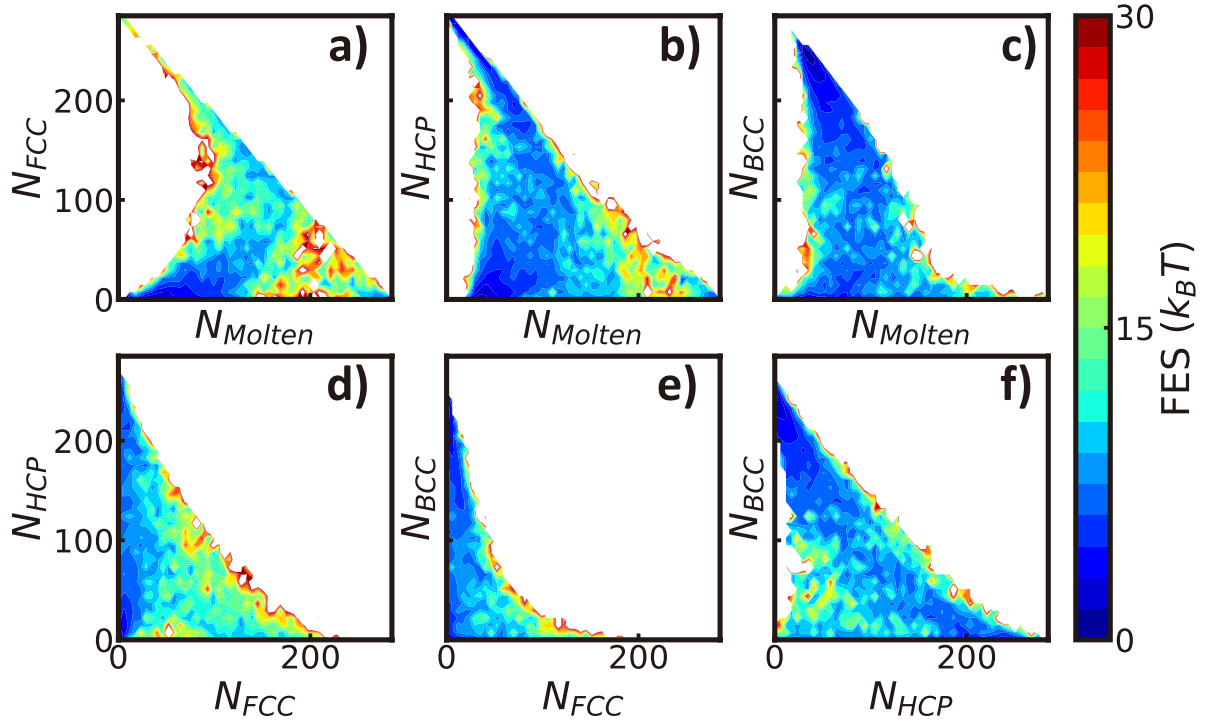 a) b) c) 30
200 100 0
N_FCC N_HCP N_BCC
200
N_Molten N_Molten N_Molten
15
FES (k_BT)
d) e) f)
200 100 0
N_HCP N_BCC N_BCC
0 200 0 200 0 200 0
N_FCC N_FCC N_HCP